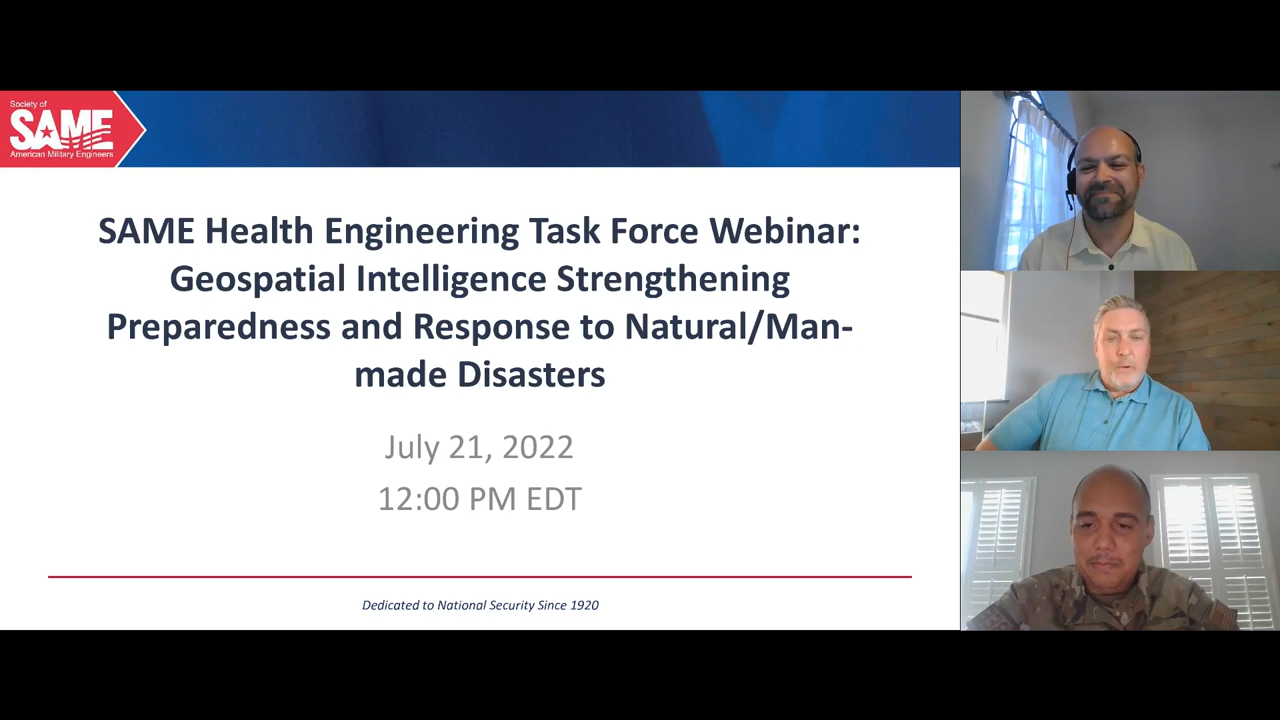 Society of
SAME
American Military Engineers
SAME Health Engineering Task Force Webinar:
Geospatial Intelligence Strengthening
Preparedness and Response to Natural/Man-
made Disasters
July 21, 2022
12:00 PM EDT
Dedicated to National Security Since 1920